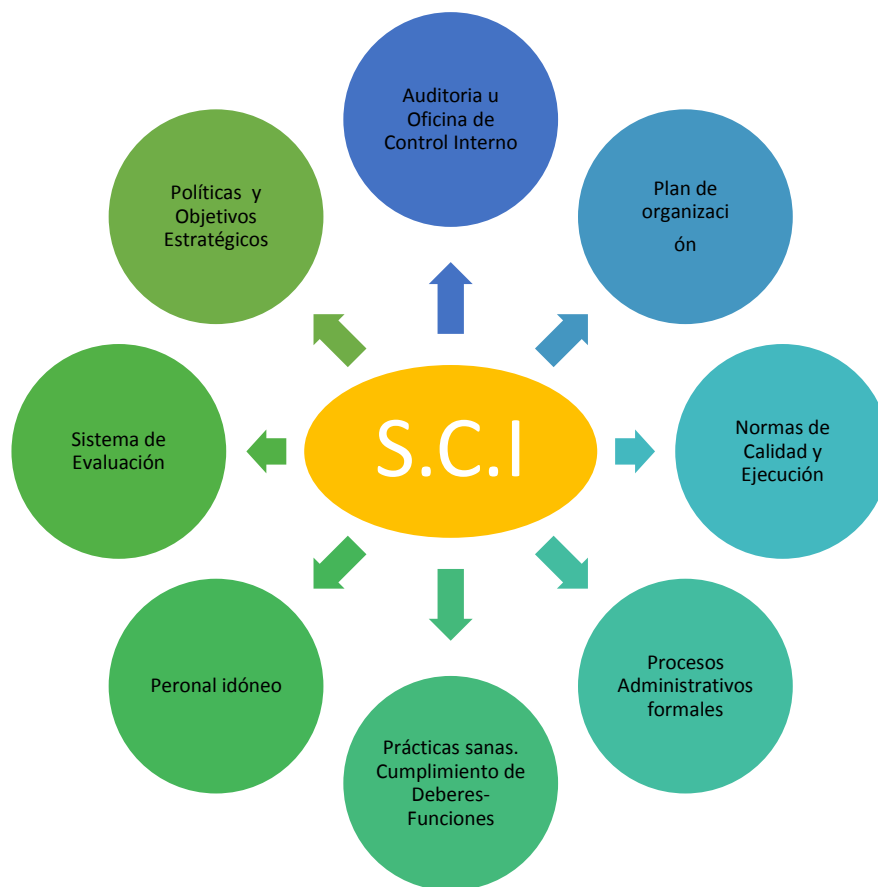 Auditoria u
Oficina de
Control Interno
Plan de
organizaci
ón
Normas de
Calidad y
Ejecución
Procesos
Administrativos
formales
Prácticas sanas.
Cumplimiento de
Deberes-
Funciones
Peronal idóneo
Sistema de
Evaluación
Políticas y
Objetivos
Estratégicos
S.C.I